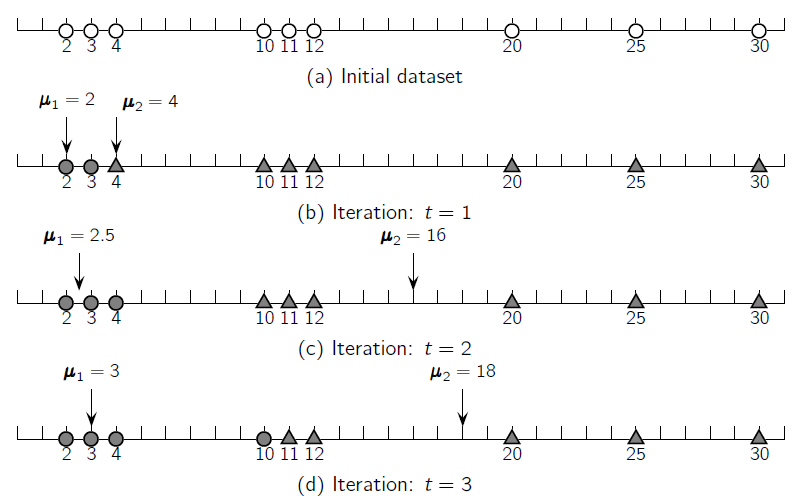 2 3 4 10 11 12 20 25 30
(a) Initial dataset
μ₁ = 2 μ₂ = 4
2 3 4 10 11 12 20 25 30
(b) Iteration: t = 1
μ₁ = 2.5 μ₂ = 16
2 3 4 10 11 12 20 25 30
(c) Iteration: t = 2
μ₁ = 3 μ₂ = 18
2 3 4 10 11 12 20 25 30
(d) Iteration: t = 3